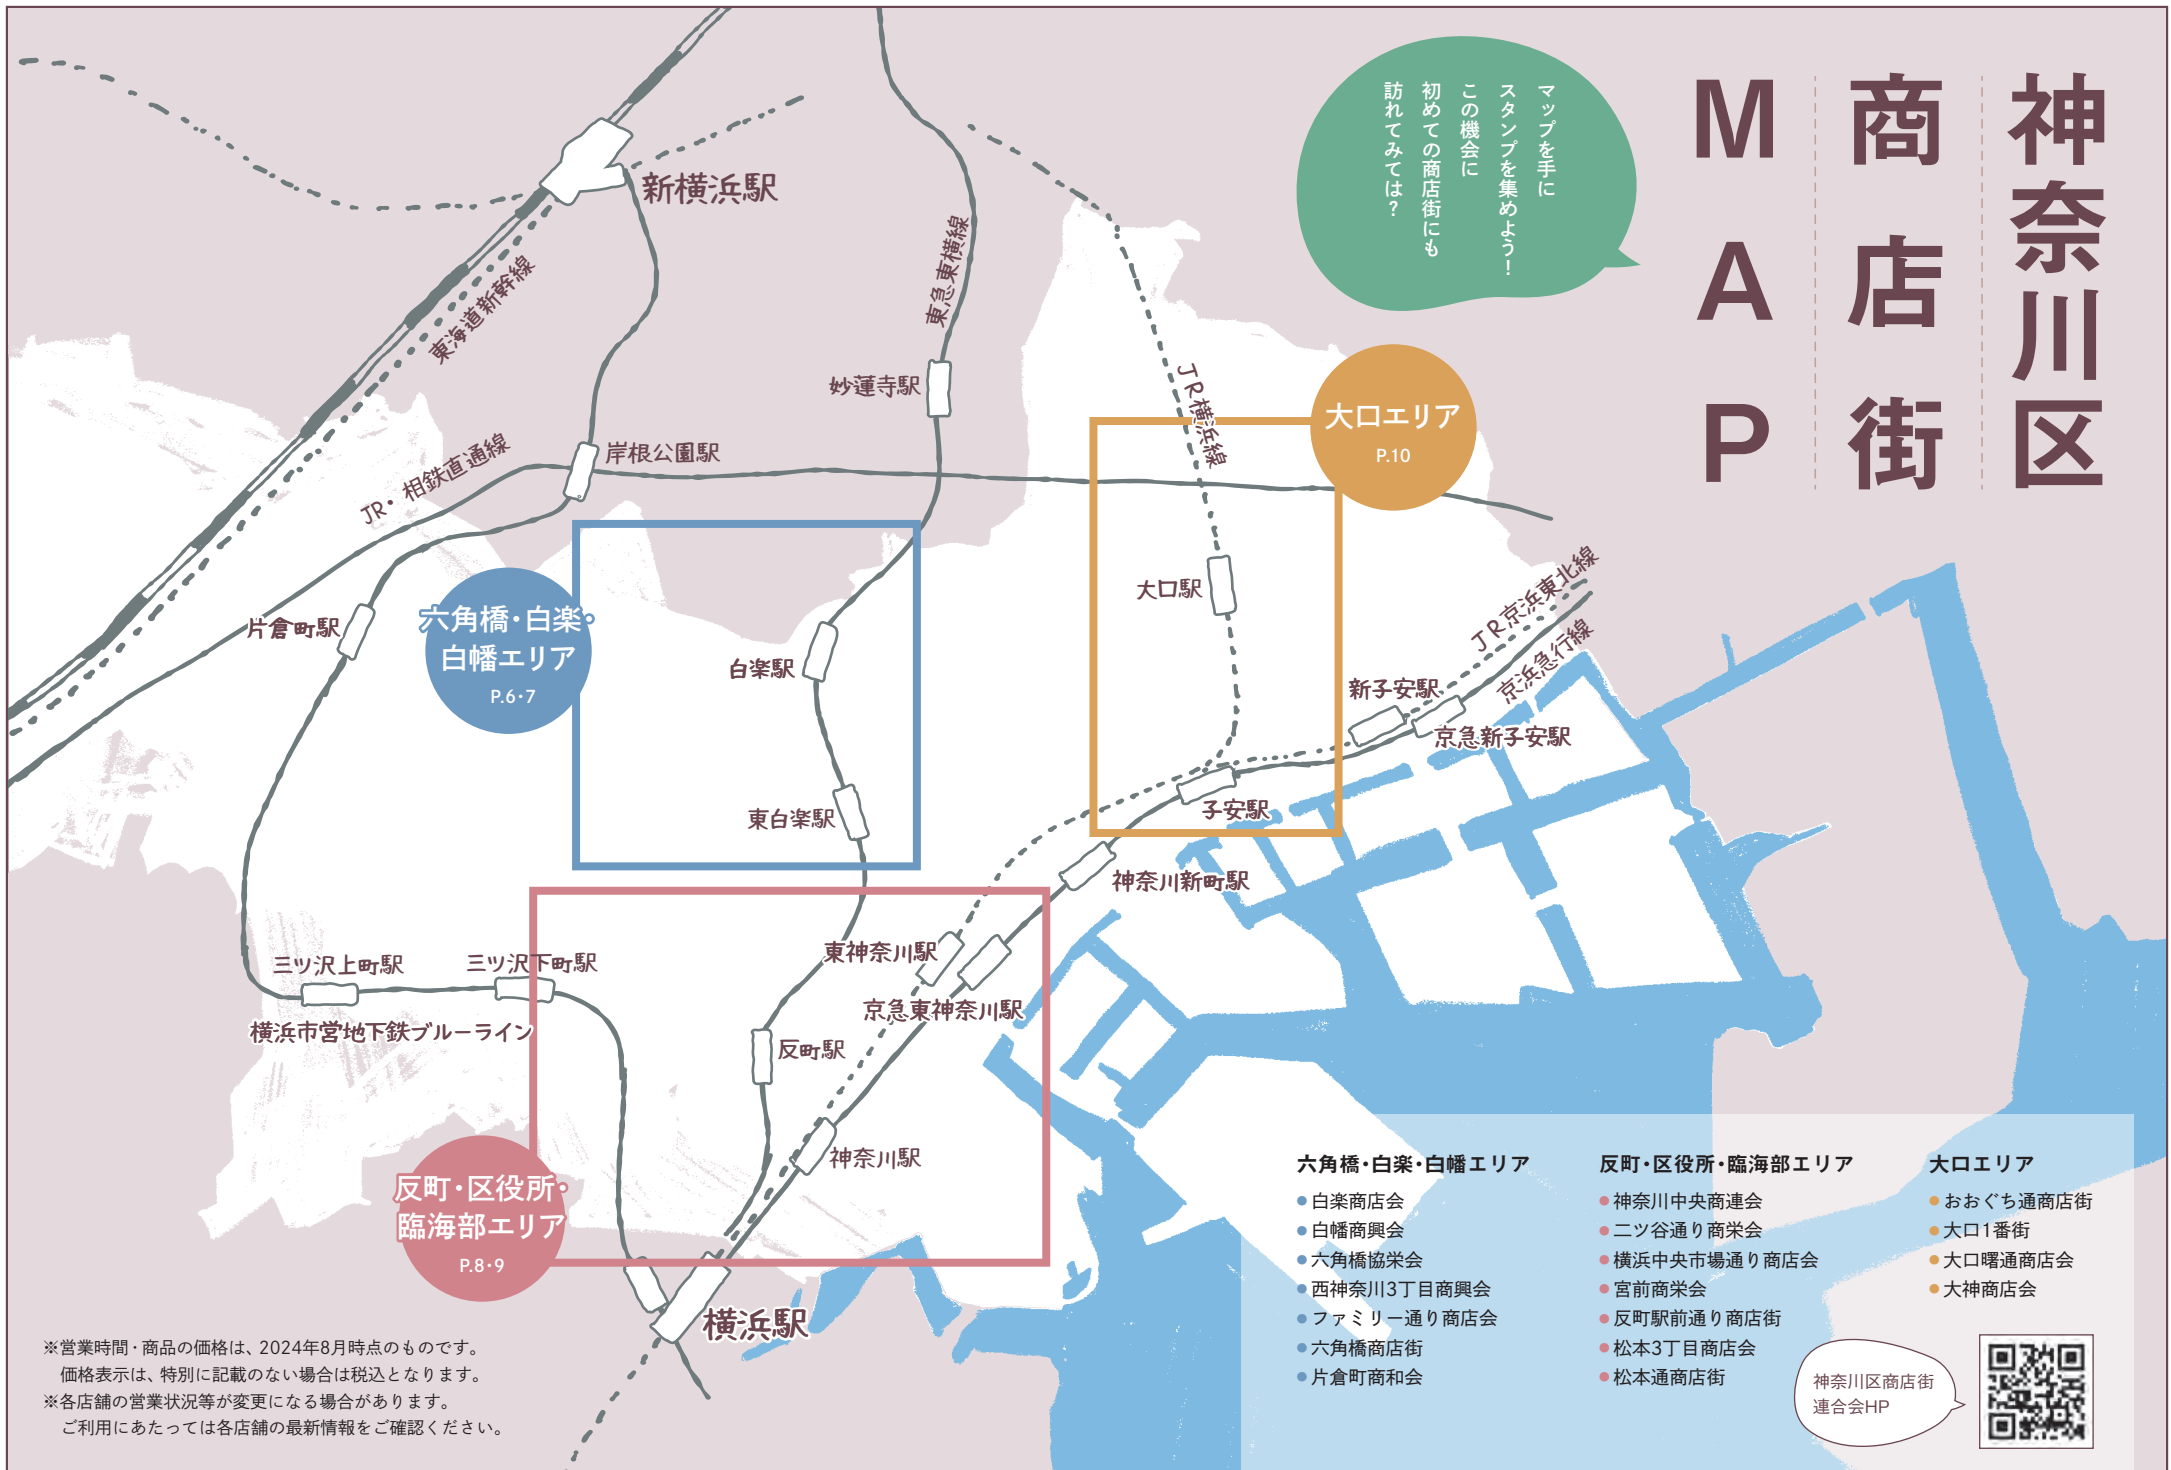 神奈川区
商店街
MAP
マップを手に
スタンプを集めよう!
この機会に
初めての商店街にも
訪れてみては?
新横浜駅
東海道新幹線
東急東横線
妙蓮寺駅
JR横浜線
大口エリア
P.10
岸根公園駅
JR・相鉄直通線
片倉町駅
六角橋・白楽・
白幡エリア
P.6・7
白楽駅
東白楽駅
大口駅
JR京浜東北線
京浜急行線
新子安駅
京急新子安駅
子安駅
神奈川新町駅
東神奈川駅
京急東神奈川駅
三ツ沢上町駅
三ツ沢下町駅
横浜市営地下鉄ブルーライン
反町駅
神奈川駅
反町・区役所・
臨海部エリア
P.8・9
横浜駅
※営業時間・商品の価格は、2024年8月時点のものです。
価格表示は、特別に記載のない場合は税込となります。
※各店舗の営業状況等が変更になる場合があります。
ご利用にあたっては各店舗の最新情報をご確認ください。
六角橋・白楽・白幡エリア
●白楽商店会
●白幡商興会
●六角橋協栄会
●西神奈川3丁目商興会
●ファミリー通り商店会
●六角橋商店街
●片倉町商和会
反町・区役所・臨海部エリア
●神奈川中央商連会
●二ツ谷通り商栄会
●横浜中央市場通り商店会
●宮前商栄会
●反町駅前通り商店街
●松本3丁目商店会
●松本通商店街
大口エリア
●おおぐち通商店街
●大口1番街
●大口曙通商店会
●大神商店会
神奈川区商店街
連合会HP